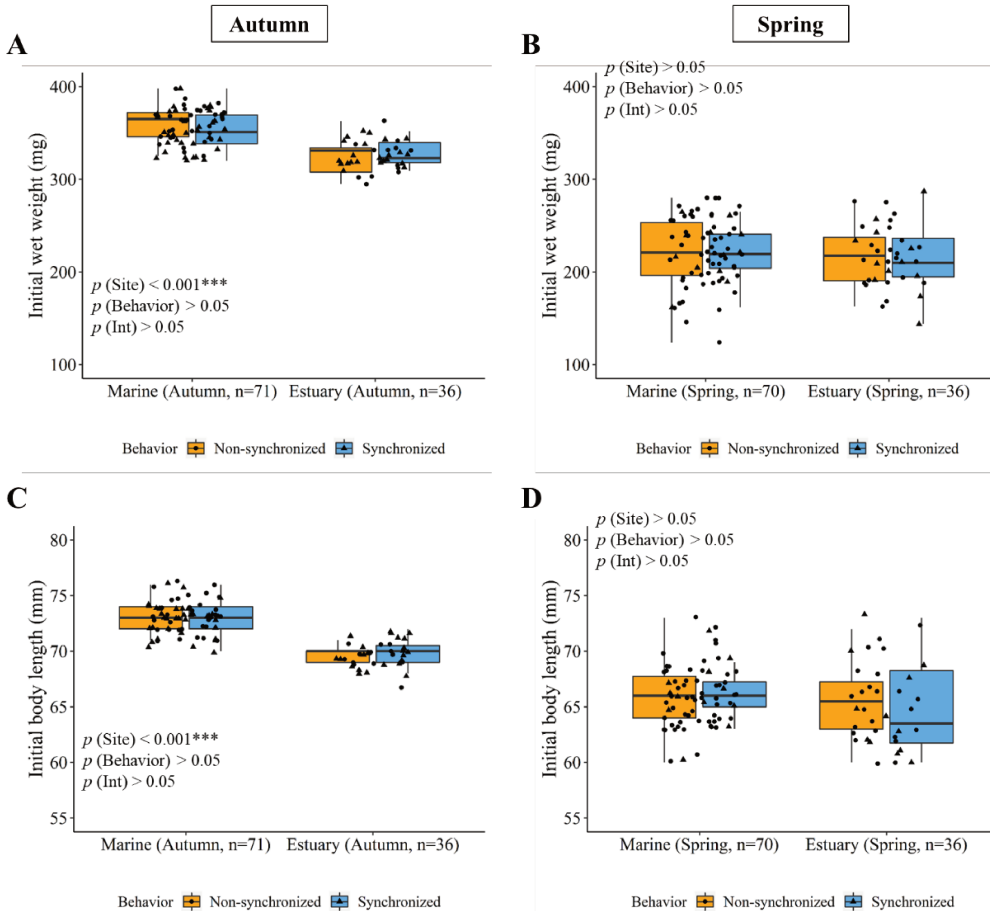 Autumn
Spring
A
B
Initial wet weight (mg)
400
300
200
100
p (Site) < 0.001***
p (Behavior) > 0.05
p (Int) > 0.05
Marine (Autumn, n=71)
Estuary (Autumn, n=36)
Behavior Non-synchronized Synchronized
Initial wet weight (mg)
400
300
200
100
p (Site) > 0.05
p (Behavior) > 0.05
p (Int) > 0.05
Marine (Spring, n=70)
Estuary (Spring, n=36)
Behavior Non-synchronized Synchronized
C
D
Initial body length (mm)
80
75
70
65
60
55
p (Site) < 0.001***
p (Behavior) > 0.05
p (Int) > 0.05
Marine (Autumn, n=71)
Estuary (Autumn, n=36)
Behavior Non-synchronized Synchronized
Initial body length (mm)
80
75
70
65
60
55
p (Site) > 0.05
p (Behavior) > 0.05
p (Int) > 0.05
Marine (Spring, n=70)
Estuary (Spring, n=36)
Behavior Non-synchronized Synchronized